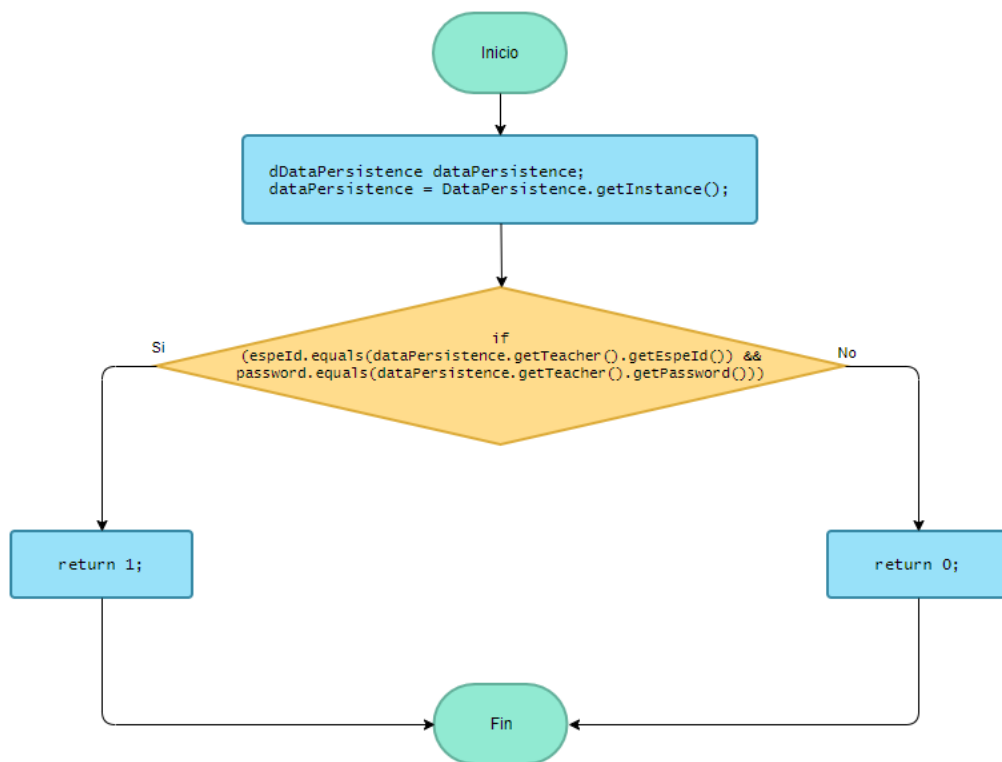 Inicio
dDataPersistence dataPersistence;
dataPersistence = DataPersistence.getInstance();
if
(espeId.equals(dataPersistence.getTeacher().getEspeId()) &&
password.equals(dataPersistence.getTeacher().getPassword()))
Si
No
return 1;
return 0;
Fin